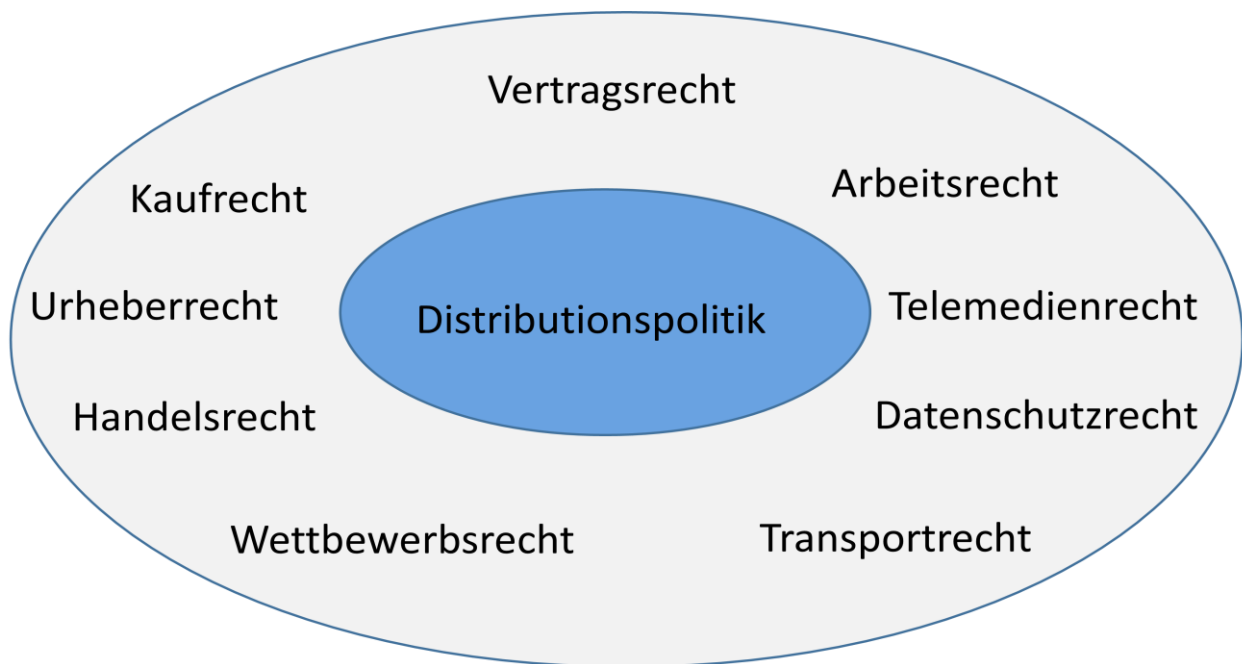 Vertragsrecht
Arbeitsrecht
Kaufrecht
Urheberrecht
Distributionspolitik
Telemedienrecht
Handelsrecht
Datenschutzrecht
Wettbewerbsrecht
Transportrecht